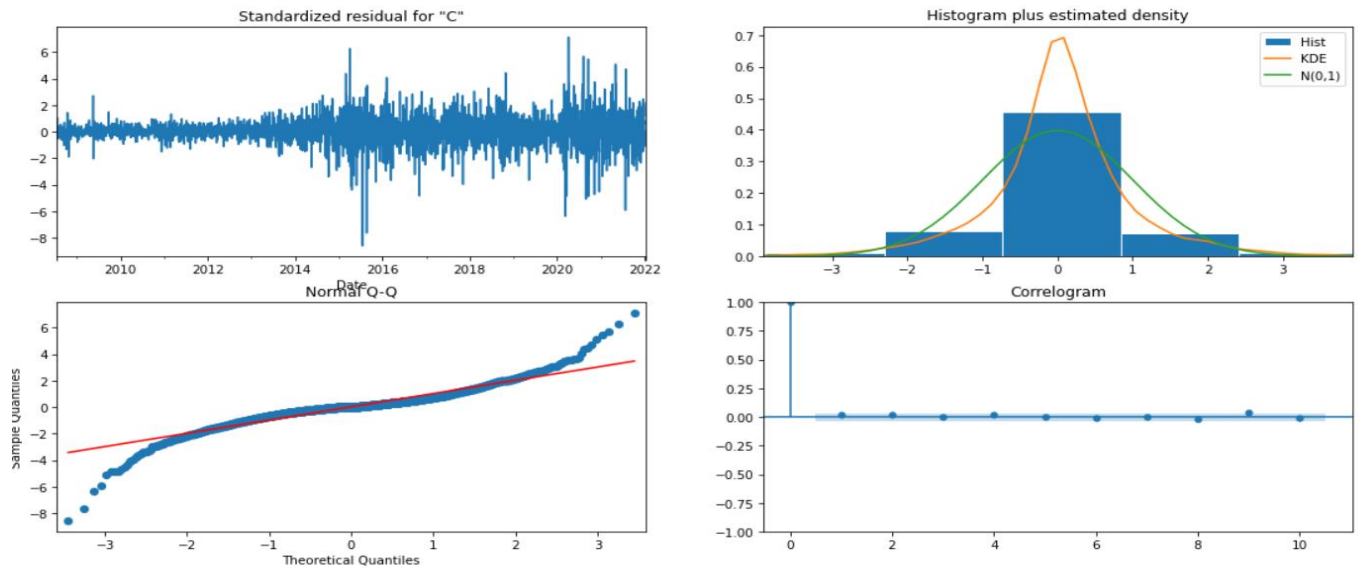 Standardized residual for "C"
6
4
2
0
−2
−4
−6
−8
2010 2012 2014 2016 2018 2020 2022
Date
Histogram plus estimated density
0.7
0.6
0.5
0.4
0.3
0.2
0.1
0.0
Hist
KDE
N(0,1)
−3 −2 −1 0 1 2 3
Normal Q-Q
Sample Quantiles
6
4
2
0
−2
−4
−6
−8
−3 −2 −1 0 1 2 3
Theoretical Quantiles
Correlogram
1.00
0.75
0.50
0.25
0.00
−0.25
−0.50
−0.75
−1.00
0 2 4 6 8 10